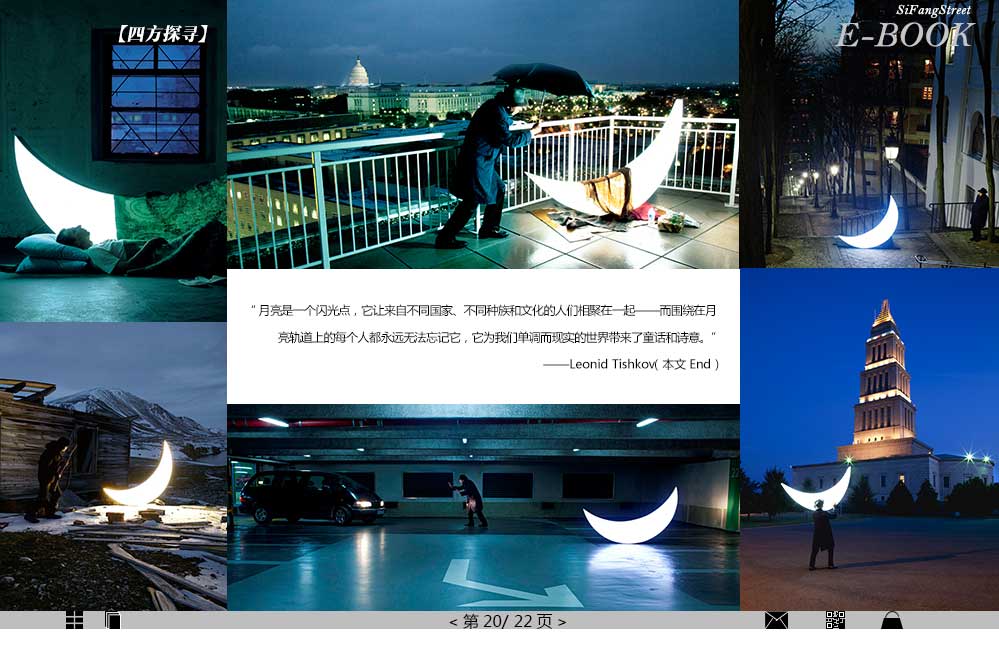 【四方探寻】
SiFangStreet
E-BOOK
“ 月亮是一个闪光点，它让来自不同国家、不同种族和文化的人们相聚在一起——而围绕在月
亮轨道上的每个人都永远无法忘记它，它为我们单调而现实的世界带来了童话和诗意。”
——Leonid Tishkov( 本文 End )
< 第 20/ 22 页 >